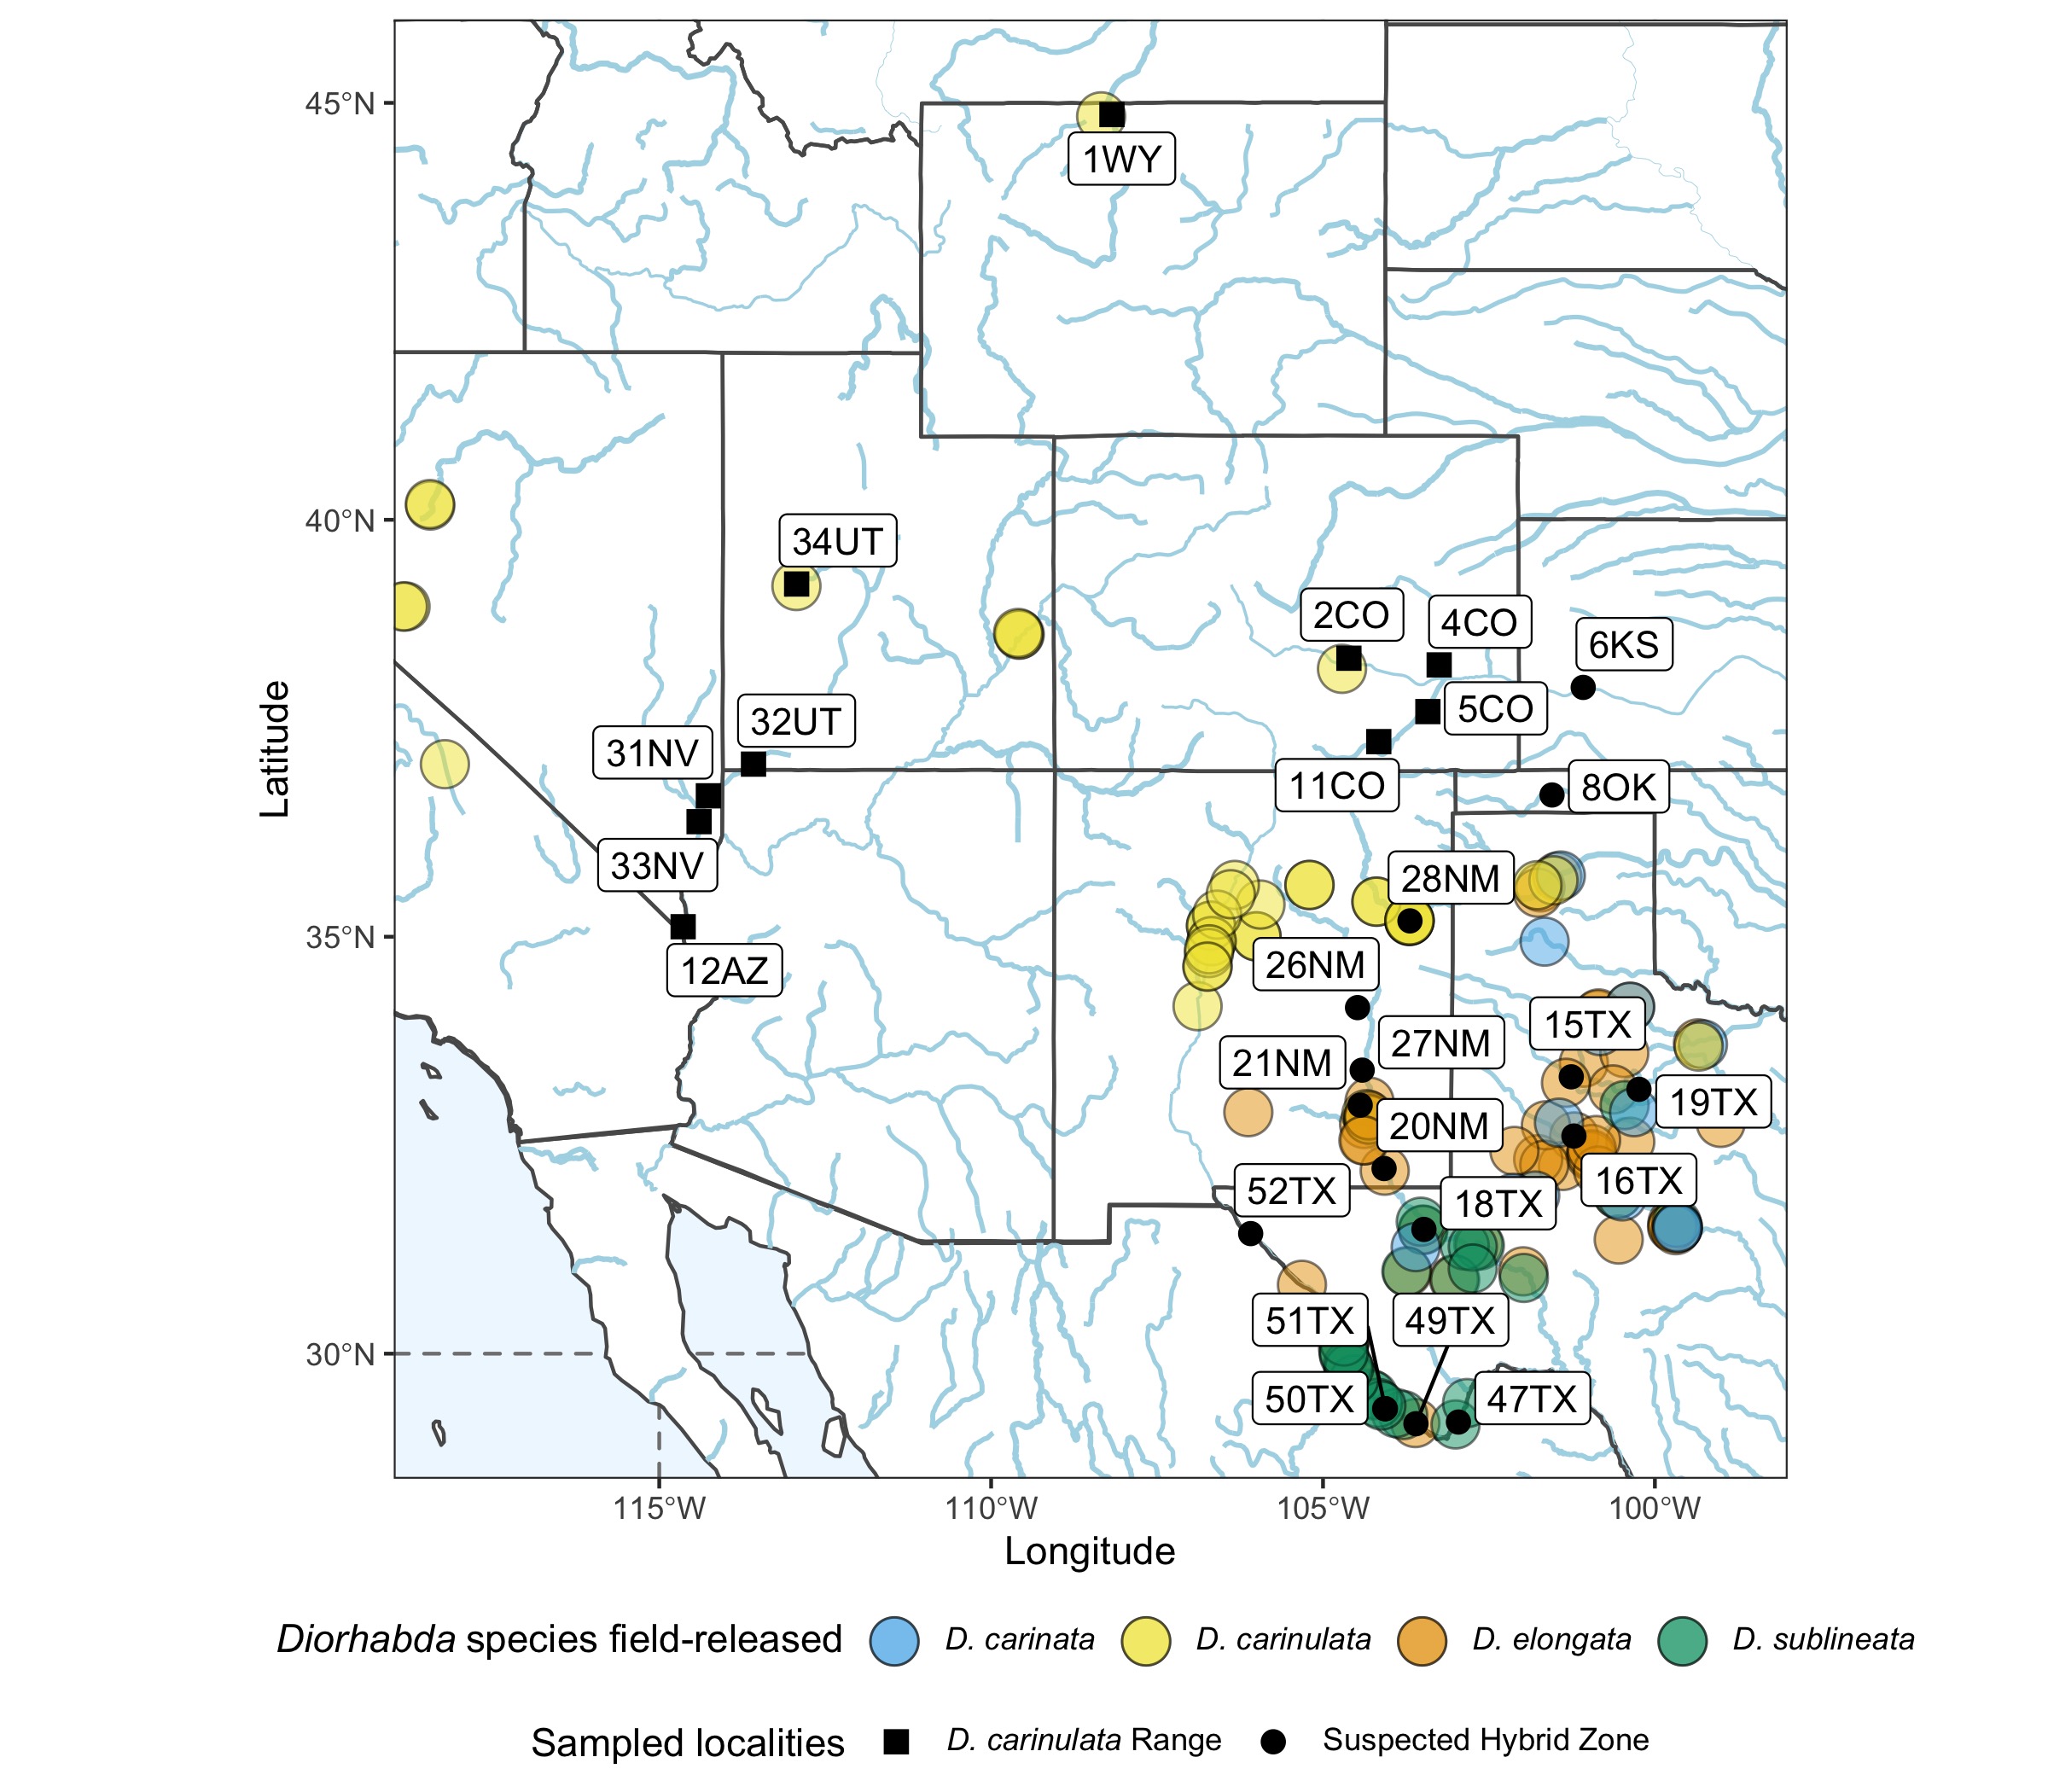 45°N
1WY
40°N
34UT
2CO
4CO
6KS
5CO
32UT
31NV
11CO
8OK
33NV
28NM
35°N
12AZ
26NM
15TX
27NM
21NM
19TX
20NM
16TX
52TX
18TX
51TX
49TX
30°N
50TX
47TX
Latitude
115°W
110°W
105°W
100°W
Longitude
Diorhabda species field-released D. carinata D. carinulata D. elongata D. sublineata
Sampled localities D. carinulata Range Suspected Hybrid Zone